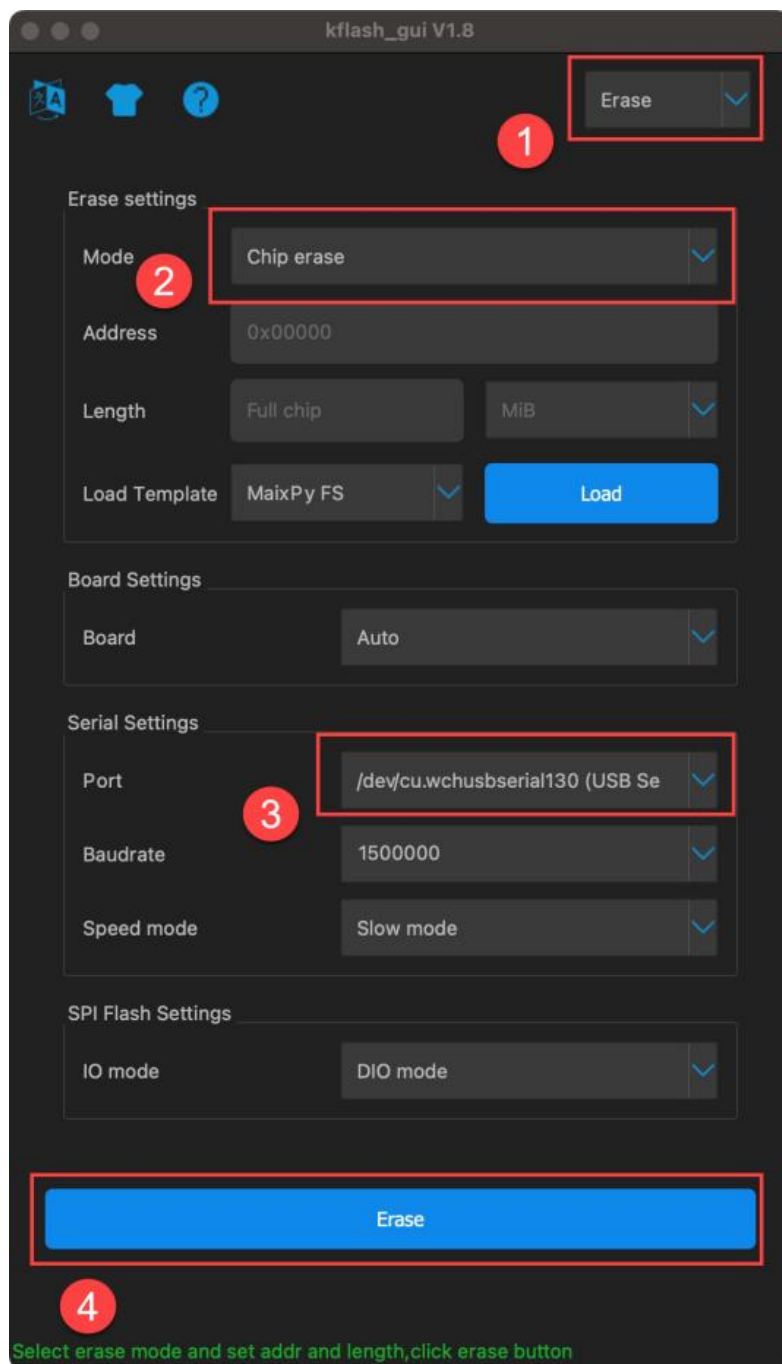 kflash_gui V1.8
Erase
1
Erase settings
Mode
Chip erase
2
Address
0x00000
Length
Full chip
MiB
Load Template
MaixPy FS
Load
Board Settings
Board
Auto
Serial Settings
Port
/dev/cu.wchusbserial130 (USB Se
3
Baudrate
1500000
Speed mode
Slow mode
SPI Flash Settings
IO mode
DIO mode
Erase
4
Select erase mode and set addr and length,click erase button